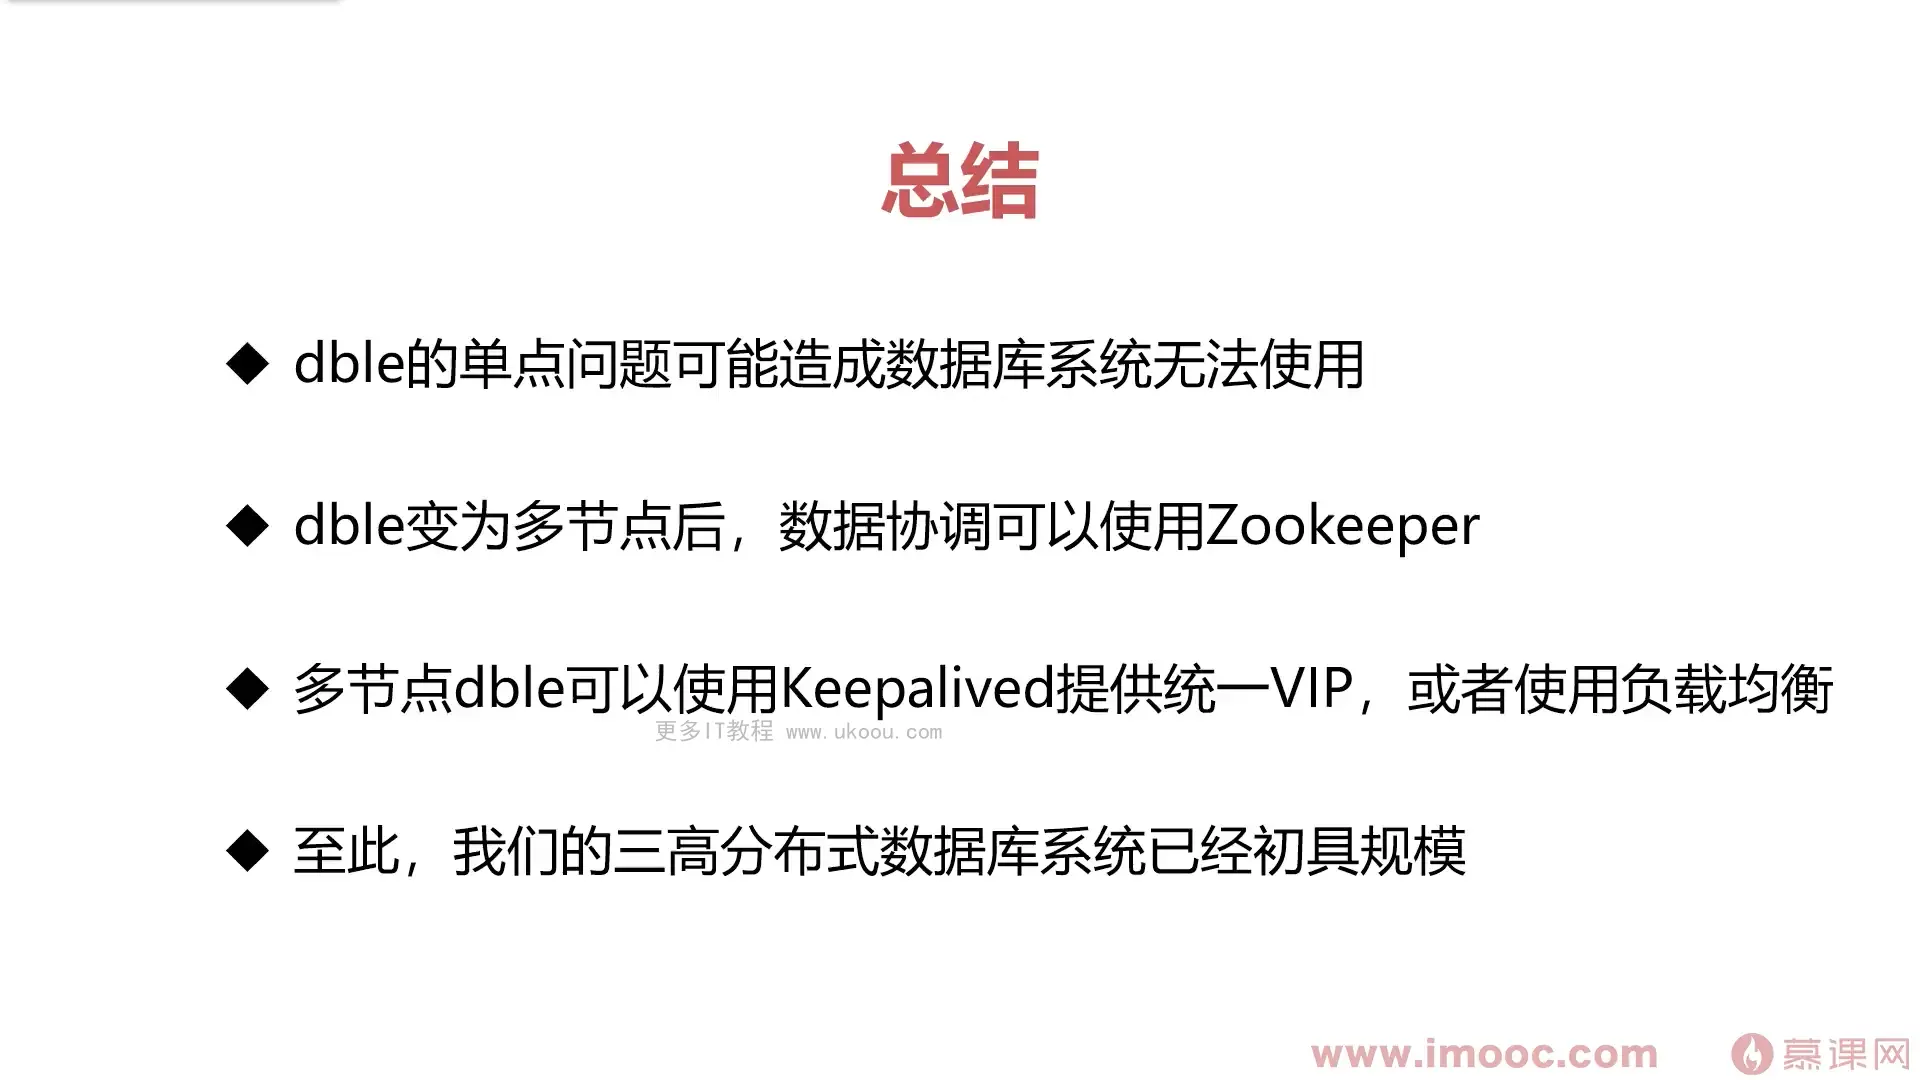 总结
◆ dble的单点问题可能造成数据库系统无法使用
◆ dble变为多节点后，数据协调可以使用Zookeeper
◆ 多节点dble可以使用Keepalived提供统一VIP，或者使用负载均衡
更多IT教程 www.ukoou.com
◆ 至此，我们的三高分布式数据库系统已经初具规模
www.imooc.com 慕课网